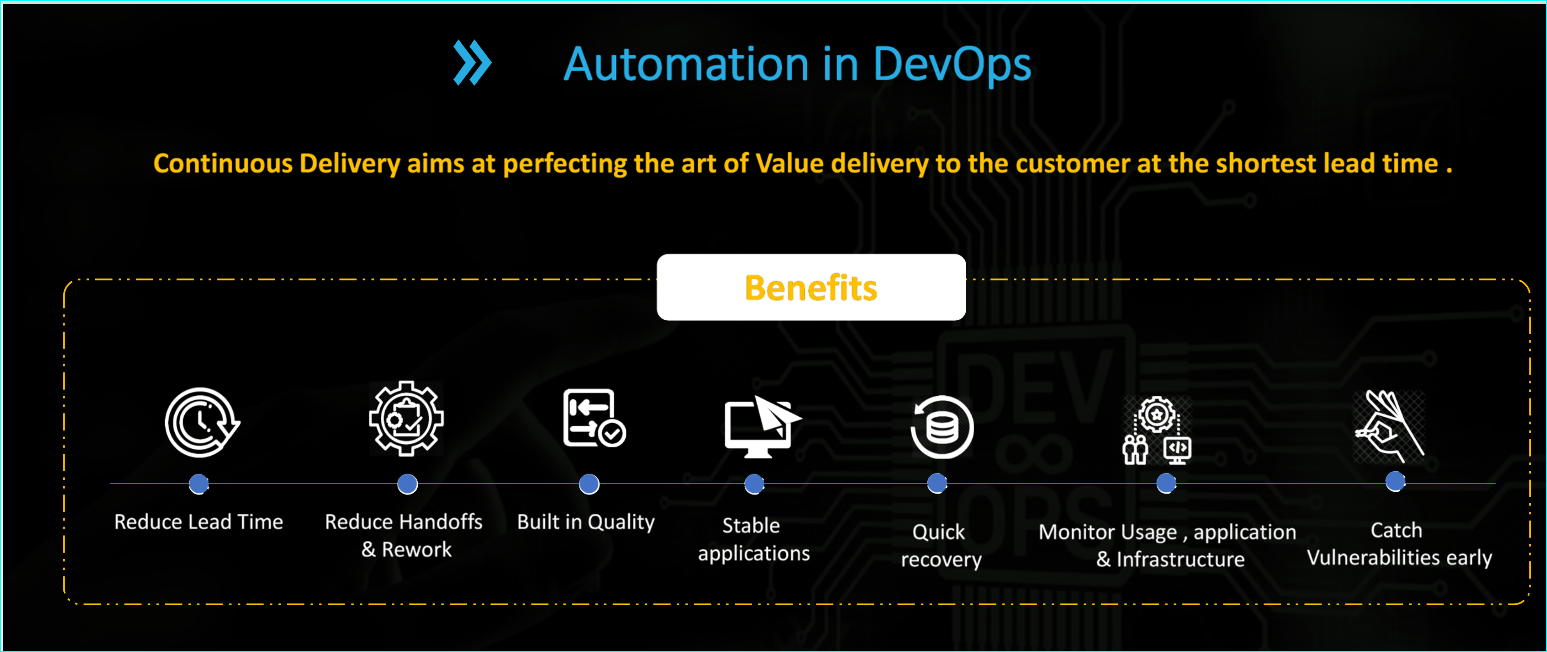 Automation in DevOps
Continuous Delivery aims at perfecting the art of Value delivery to the customer at the shortest lead time .
Benefits
DEV
OPS
Reduce Lead Time
Reduce Handoffs
& Rework
Built in Quality
Stable
applications
Quick
recovery
Monitor Usage , application
& Infrastructure
Catch
Vulnerabilities early